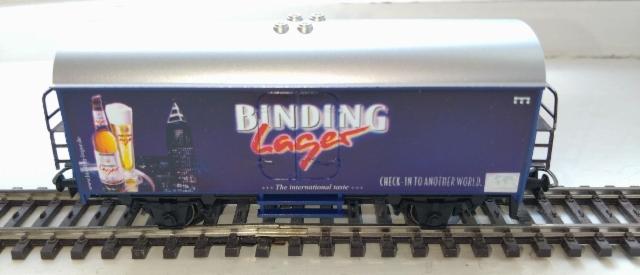 BINDING
Lager
CHECK-IN TO ANOTHER WORLD.
... The international taste ...